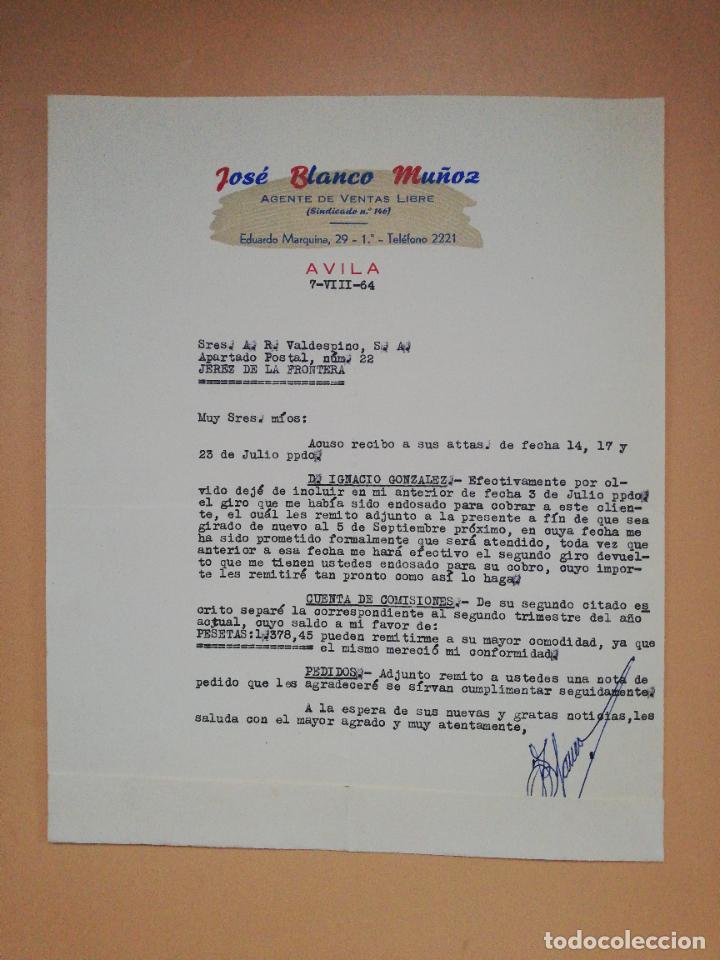 José Blanco Muñoz
AGENTE DE VENTAS LIBRE
(Sindicado n.º 146)
Eduardo Marquina, 29 - 1.º - Teléfono 2221
AVILA
7-VIII-64
Sres. A. R. Valdespino, S. A.
Apartado Postal, núm. 22
JEREZ DE LA FRONTERA
====================
Muy Sres. míos:
Acuso recibo a sus attas. de fecha 14, 17 y
23 de Julio ppdo.
D. IGNACIO GONZALEZ.- Efectivamente por ol-
vido dejé de incluir en mi anterior de fecha 3 de Julio ppdo.
el giro que me había sido endosado para cobrar a este clien-
te, el cuál les remito adjunto a la presente a fín de que sea
girado de nuevo al 5 de Septiembre próximo, en cuya fecha me
ha sido prometido formalmente que será atendido, toda vez que
anterior a esa fecha me hará efectivo el segundo giro devuel-
to que me tienen ustedes endosado para su cobro, cuyo impor-
te les remitiré tan pronto como así lo haga.
CUENTA DE COMISIONES.- De su segundo citado es
crito separé la correspondiente al segundo trimestre del año
actual, cuyo saldo a mi favor de:
PESETAS:1.378,45 pueden remitirme a su mayor comodidad, ya que
================ el mismo mereció mi conformidad.
PEDIDOS.- Adjunto remito a ustedes una nota de
pedido que les agradeceré se sírvan cumplimentar seguidamente.
A la espera de sus nuevas y gratas noticias,les
saluda con el mayor agrado y muy atentamente,
JBlanco
todocoleccion
todocoleccion.net